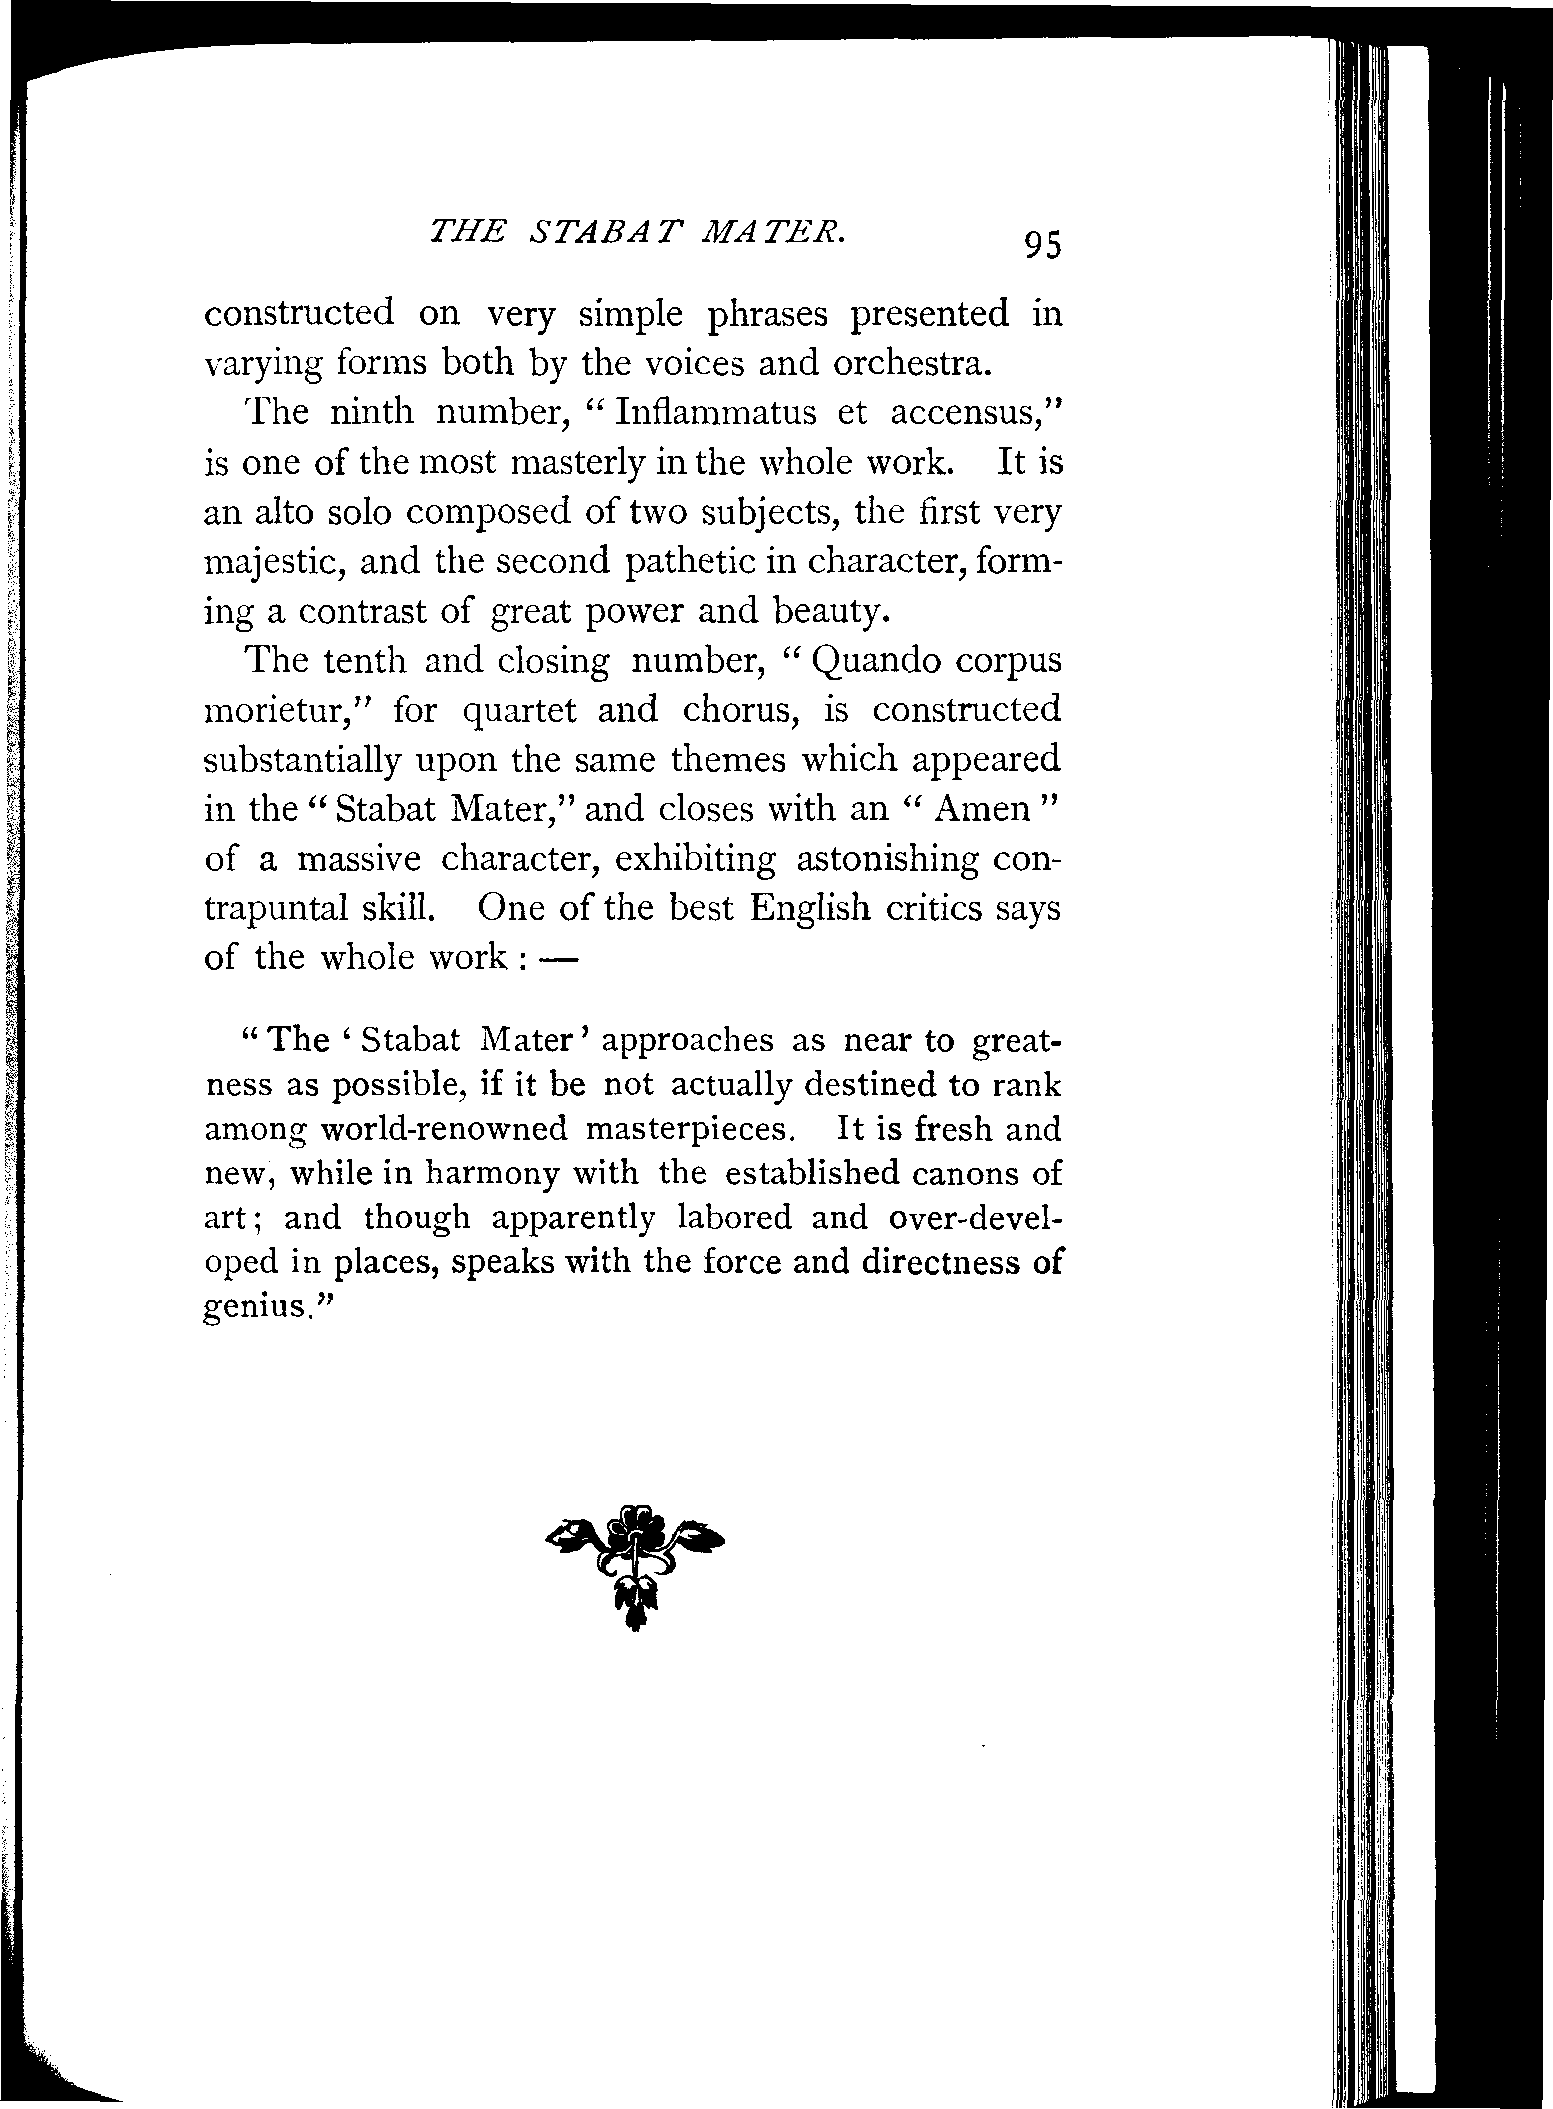 THE STABAT MATER. 95
constructed on very simple phrases presented in
varying forms both by the voices and orchestra.
The ninth number, “ Inflammatus et accensus,”
is one of the most masterly in the whole work. It is
an alto solo composed of two subjects, the first very
majestic, and the second pathetic in character, form-
ing a contrast of great power and beauty.
The tenth and closing number, “ Quando corpus
morietur,” for quartet and chorus, is constructed
substantially upon the same themes which appeared
in the “ Stabat Mater,” and closes with an “ Amen ”
of a massive character, exhibiting astonishing con-
trapuntal skill. One of the best English critics says
of the whole work : —
“ The ‘ Stabat Mater ’ approaches as near to great-
ness as possible, if it be not actually destined to rank
among world-renowned masterpieces. It is fresh and
new, while in harmony with the established canons of
art ; and though apparently labored and over-devel-
oped in places, speaks with the force and directness of
genius.”